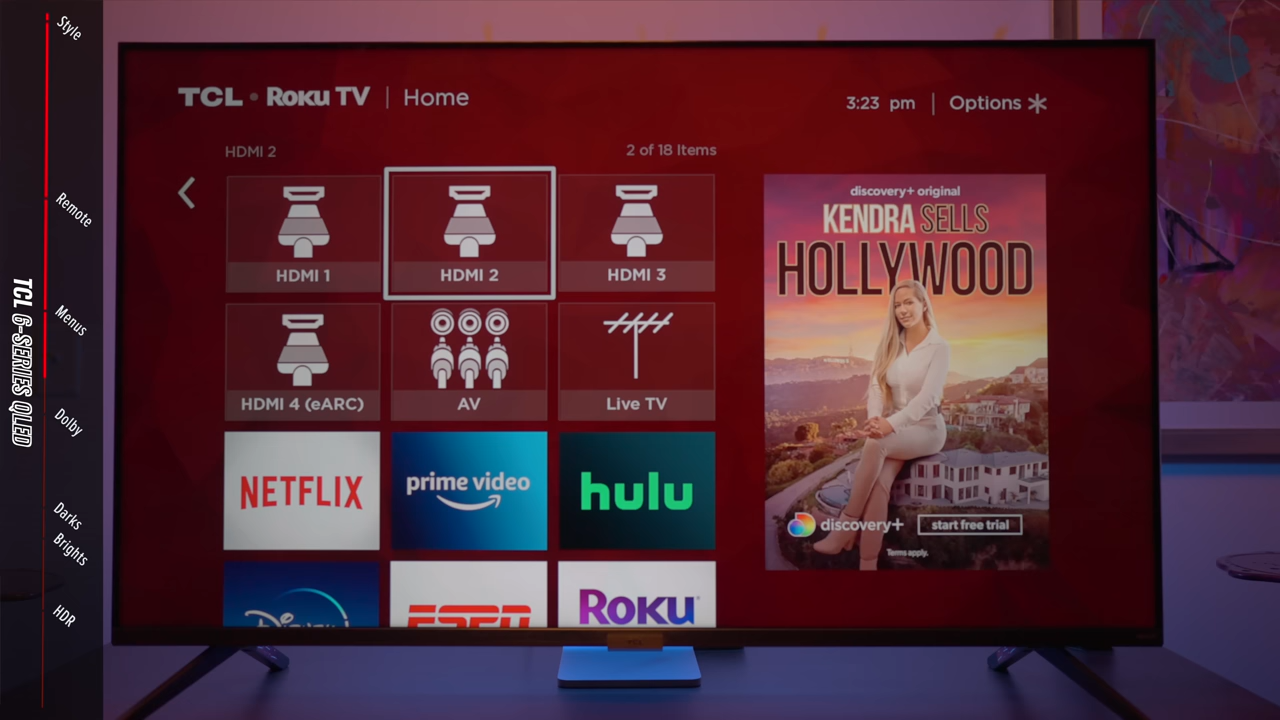 Style
Remote
Menus
Dolby
Darks
Brights
HDR
TCL 6-SERIES QLED
TCL • Roku TV | Home
3:23 pm | Options
HDMI 2
2 of 18 Items
HDMI 1
HDMI 2
HDMI 3
HDMI 4 (eARC)
AV
Live TV
NETFLIX
prime video
hulu
Disney
ESPN
Roku
discovery+ original
KENDRA SELLS
HOLLYWOOD
discovery+
start free trial
Terms apply.